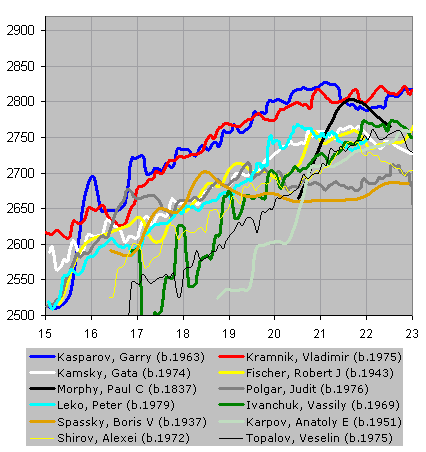 2900
2850
2800
2750
2700
2650
2600
2550
2500
15 16 17 18 19 20 21 22 23
Kasparov, Garry (b.1963) Kramnik, Vladimir (b.1975)
Kamsky, Gata (b.1974) Fischer, Robert J (b.1943)
Morphy, Paul C (b.1837) Polgar, Judit (b.1976)
Leko, Peter (b.1979) Ivanchuk, Vassily (b.1969)
Spassky, Boris V (b.1937) Karpov, Anatoly E (b.1951)
Shirov, Alexei (b.1972) Topalov, Veselin (b.1975)